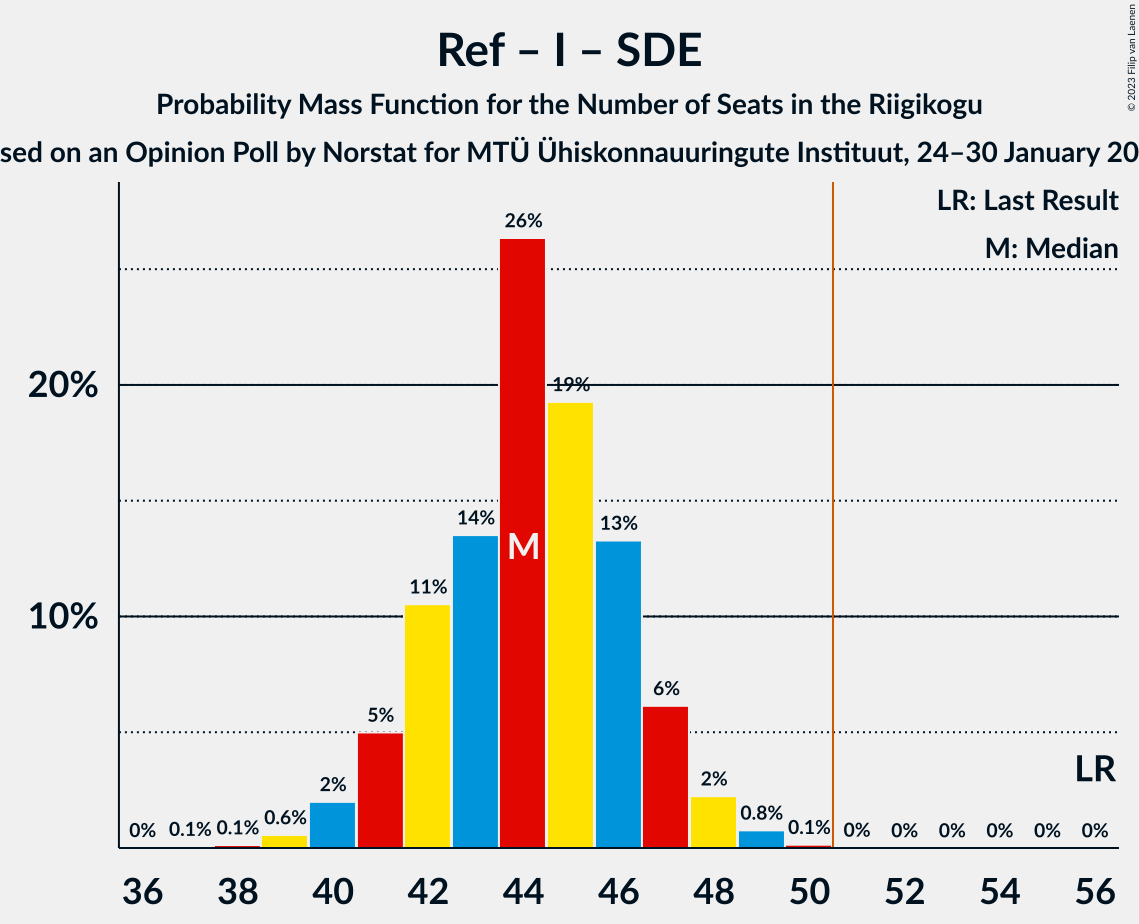 Ref – I – SDE
Probability Mass Function for the Number of Seats in the Riigikogu
sed on an Opinion Poll by Norstat for MTÜ Ühiskonnauuringute Instituut, 24–30 January 20
© 2023 Filip van Laenen
LR: Last Result
M: Median
26%
20%
19%
14%
13%
M
11%
10%
6%
5%
LR
2%
2%
0.8%
0.6%
0% 0.1% 0.1% 0.1% 0% 0% 0% 0% 0% 0%
36 38 40 42 44 46 48 50 52 54 56